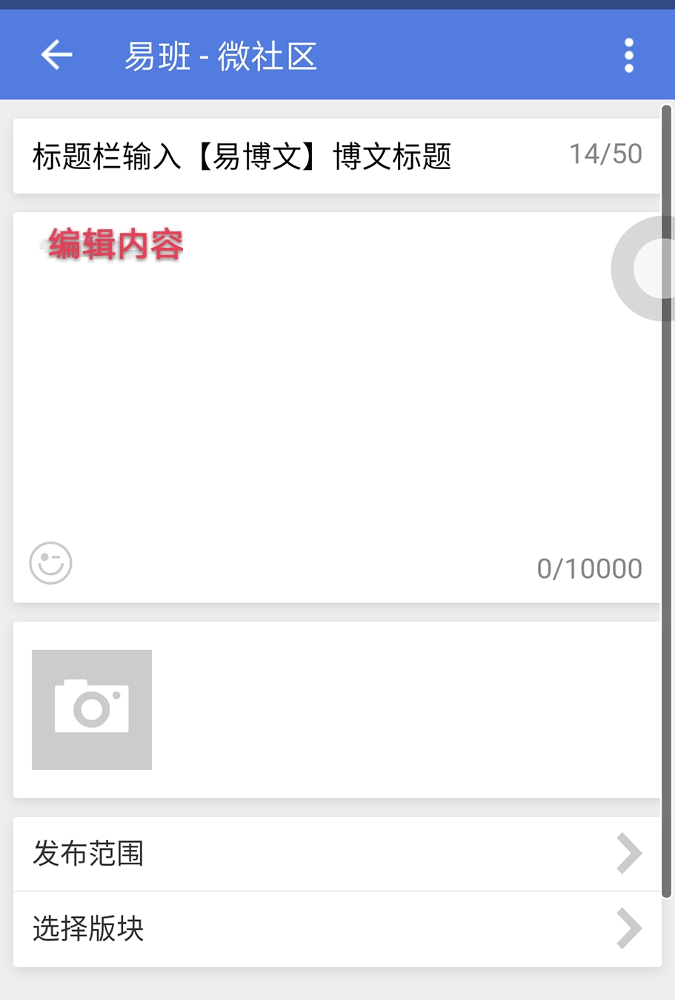 易班 - 微社区
标题栏输入【易博文】博文标题 14/50
编辑内容
0/10000
发布范围
选择版块